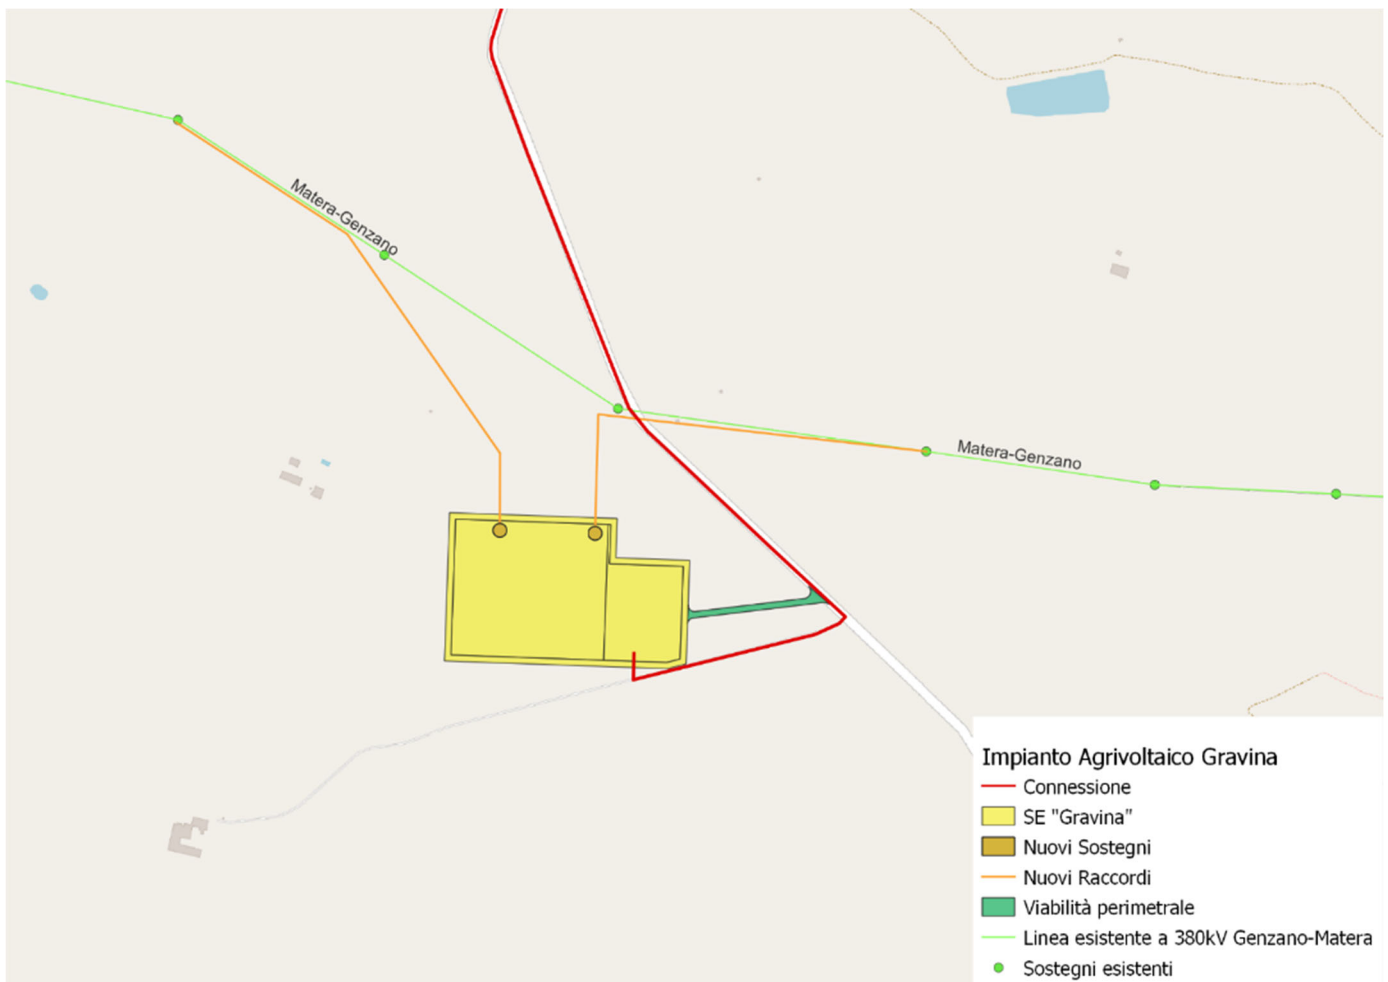 Matera-Genzano
Matera-Genzano
Impianto Agrivoltaico Gravina
Connessione
SE "Gravina"
Nuovi Sostegni
Nuovi Raccordi
Viabilità perimetrale
Linea esistente a 380kV Genzano-Matera
Sostegni esistenti